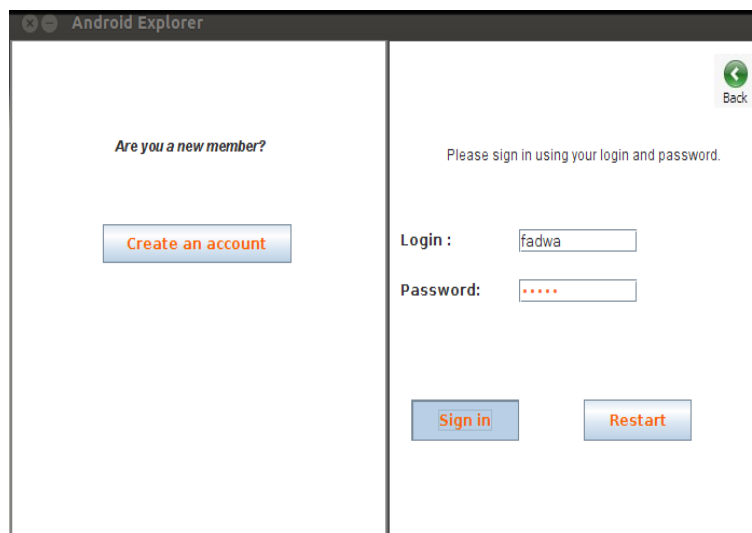 Android Explorer
Back
Are you a new member?
Create an account
Please sign in using your login and password.
Login :
fadwa
Password:
•••••
Sign in
Restart